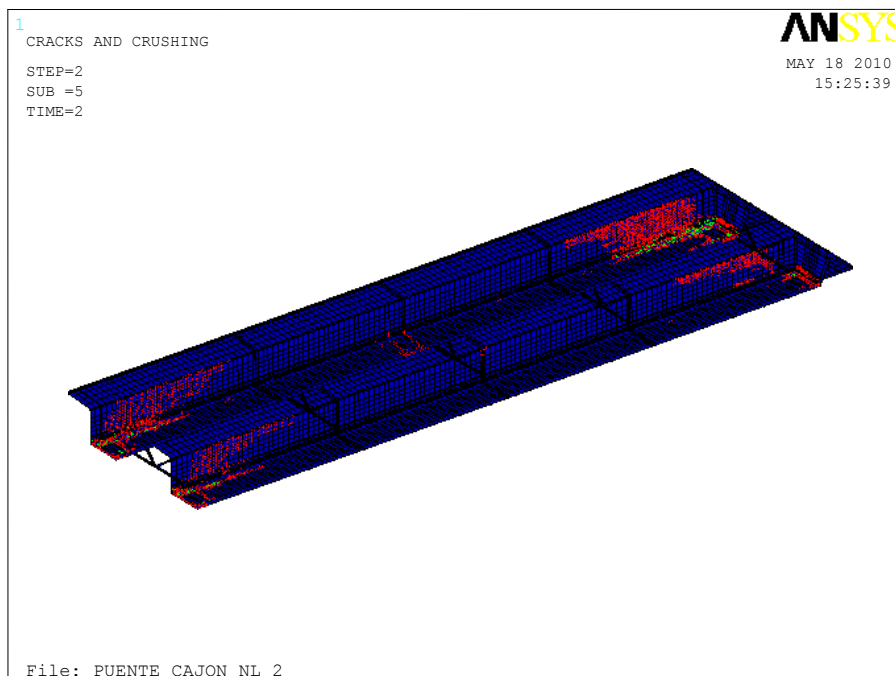 1
CRACKS AND CRUSHING
STEP=2
SUB =5
TIME=2
ANSYS
MAY 18 2010
15:25:39
File: PUENTE CAJON NL 2